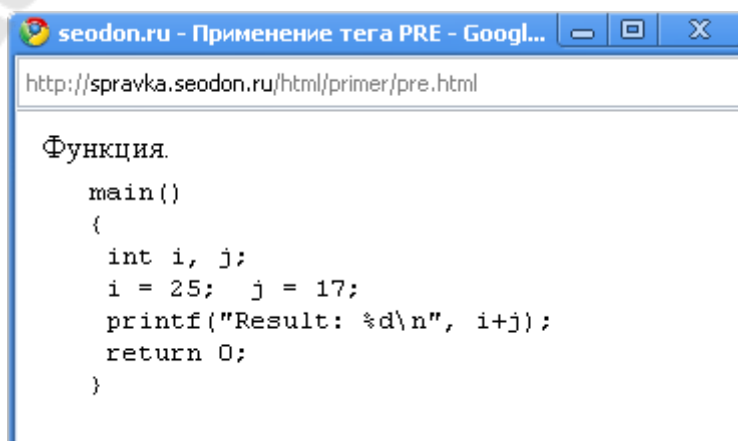 seodon.ru - Применение тега PRE - Googl...
http://spravka.seodon.ru/html/primer/pre.html
Функция.
main()
{
int i, j;
i = 25;  j = 17;
printf("Result: %d\n", i+j);
return 0;
}